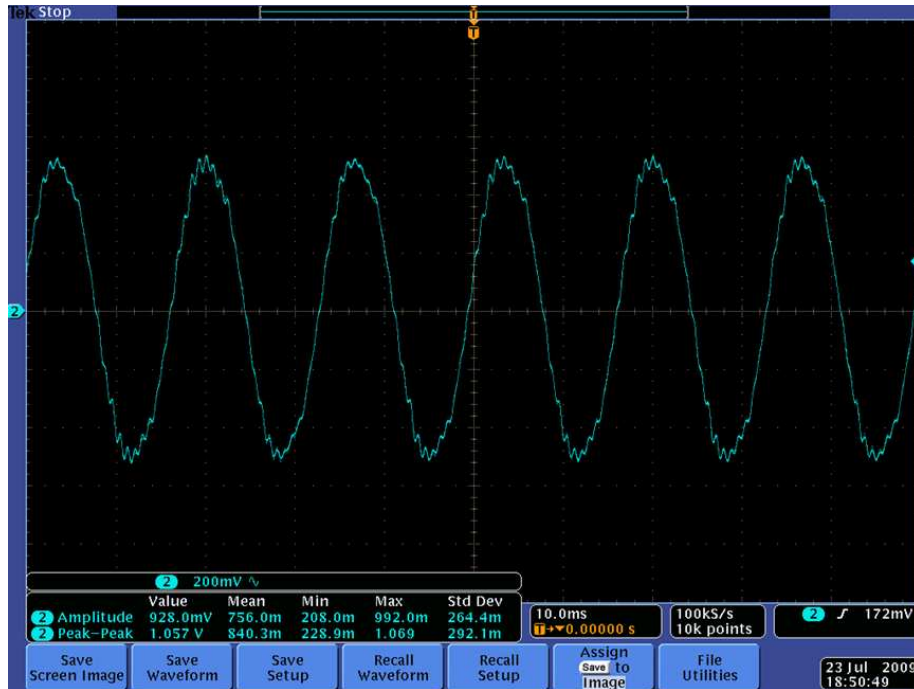 Tek Stop
T
T
2
2 200mV ∿
Value Mean Min Max Std Dev
2 Amplitude 928.0mV 756.0m 208.0m 992.0m 264.4m
2 Peak-Peak 1.057 V 840.3m 228.9m 1.069 292.1m
10.0ms
T→▼0.00000 s
100kS/s
10k points
2 ʃ 172mV
Save
Screen Image
Save
Waveform
Save
Setup
Recall
Waveform
Recall
Setup
Assign
Save to
Image
File
Utilities
23 Jul 2009
18:50:49